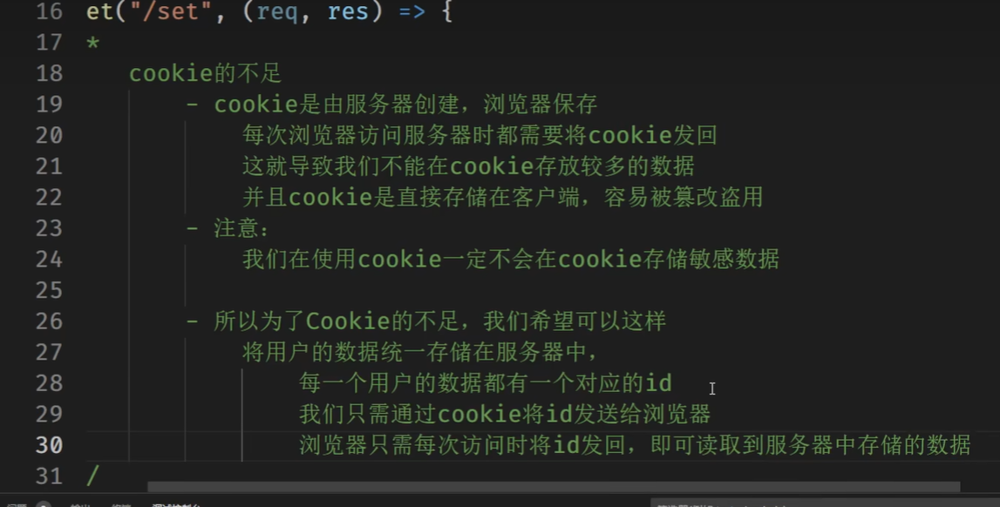 16 et("/set", (req, res) => {
17 *
18 cookie的不足
19 - cookie是由服务器创建，浏览器保存
20 每次浏览器访问服务器时都需要将cookie发回
21 这就导致我们不能在cookie存放较多的数据
22 并且cookie是直接存储在客户端，容易被篡改盗用
23 - 注意：
24 我们在使用cookie一定不会在cookie存储敏感数据
25
26 - 所以为了Cookie的不足，我们希望可以这样
27 将用户的数据统一存储在服务器中，
28 每一个用户的数据都有一个对应的id
29 我们只需通过cookie将id发送给浏览器
30 浏览器只需每次访问时将id发回，即可读取到服务器中存储的数据
31 /